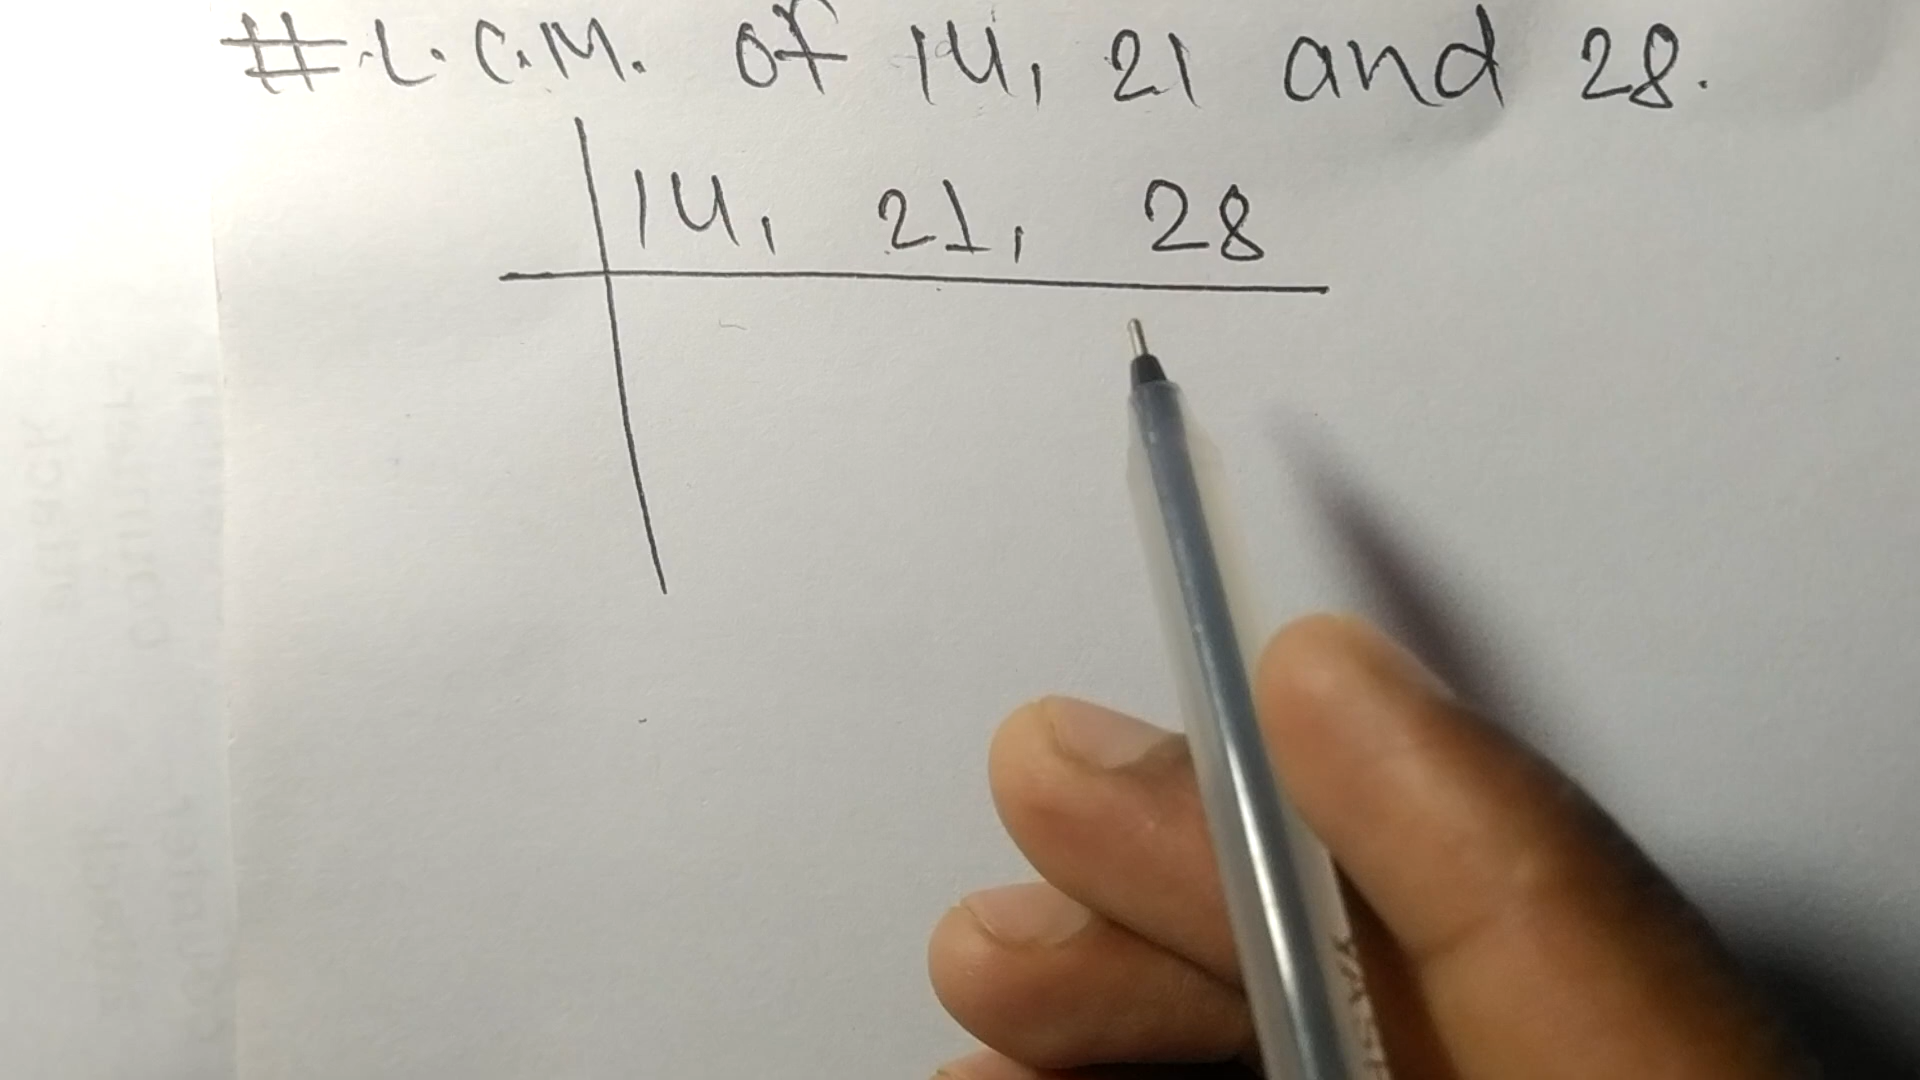 # L.C.M. of 14, 21 and 28.
14, 21, 28